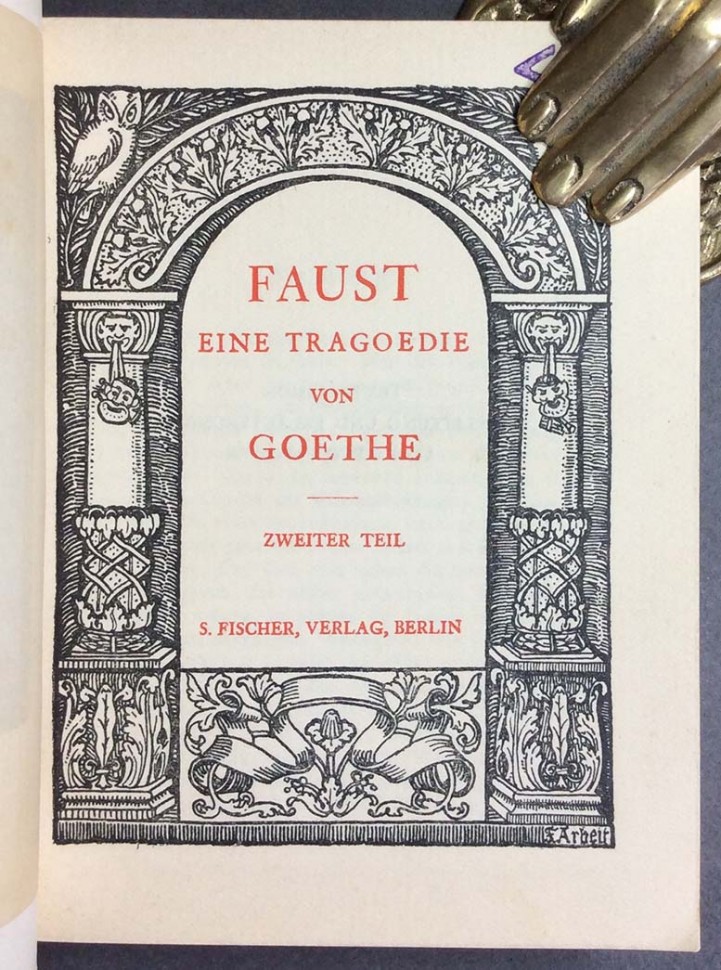 FAUST
EINE TRAGOEDIE
VON
GOETHE
ZWEITER TEIL
S. FISCHER, VERLAG, BERLIN